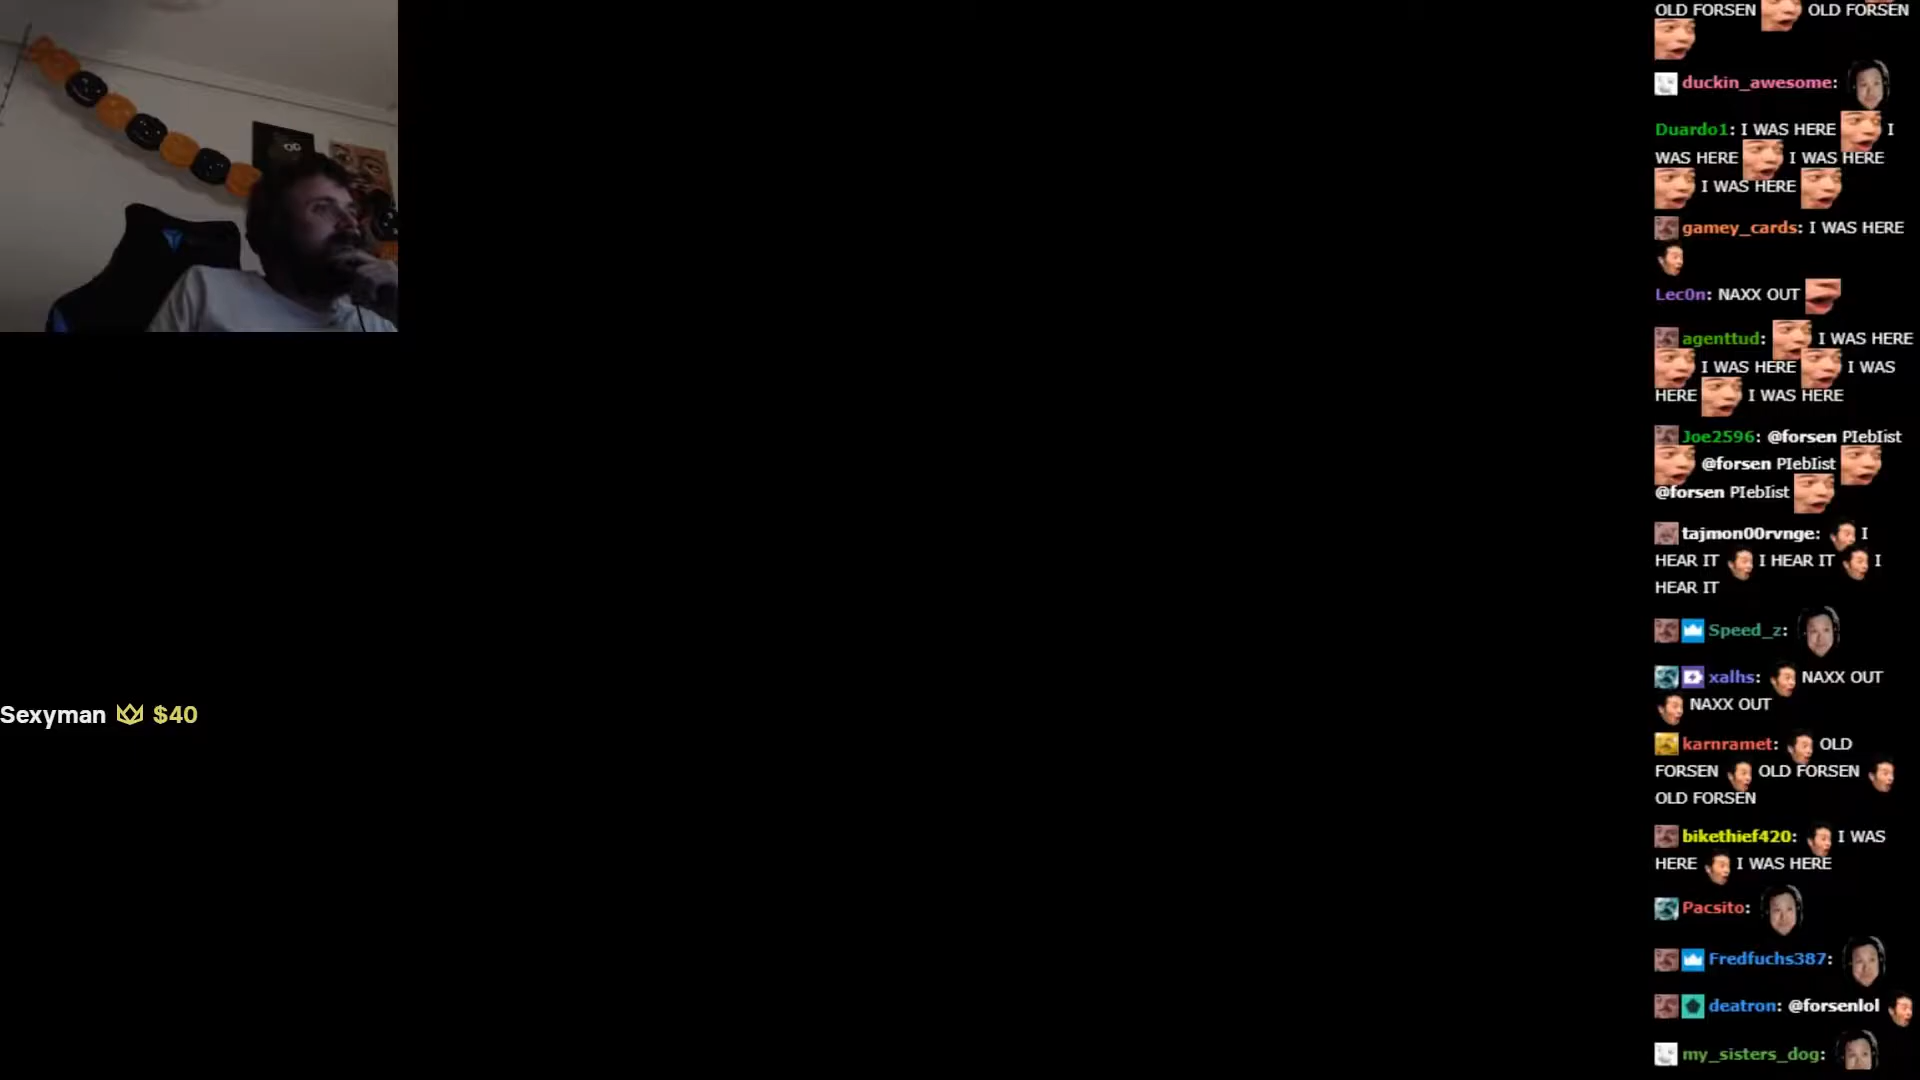 OLD FORSEN OLD FORSEN
duckin_awesome:
Duardo1: I WAS HERE I
WAS HERE I WAS HERE
I WAS HERE
gamey_cards: I WAS HERE
Lec0n: NAXX OUT
agenttud: I WAS HERE
I WAS HERE I WAS
HERE I WAS HERE
Joe2596: @forsen PIebIist
@forsen PIebIist
@forsen PIebIist
tajmon00rvnge: I
HEAR IT I HEAR IT I
HEAR IT
Speed_z:
xalhs: NAXX OUT
NAXX OUT
Sexyman $40
karnramet: OLD
FORSEN OLD FORSEN
OLD FORSEN
bikethief420: I WAS
HERE I WAS HERE
Pacsito:
Fredfuchs387:
deatron: @forsenlol
my_sisters_dog: